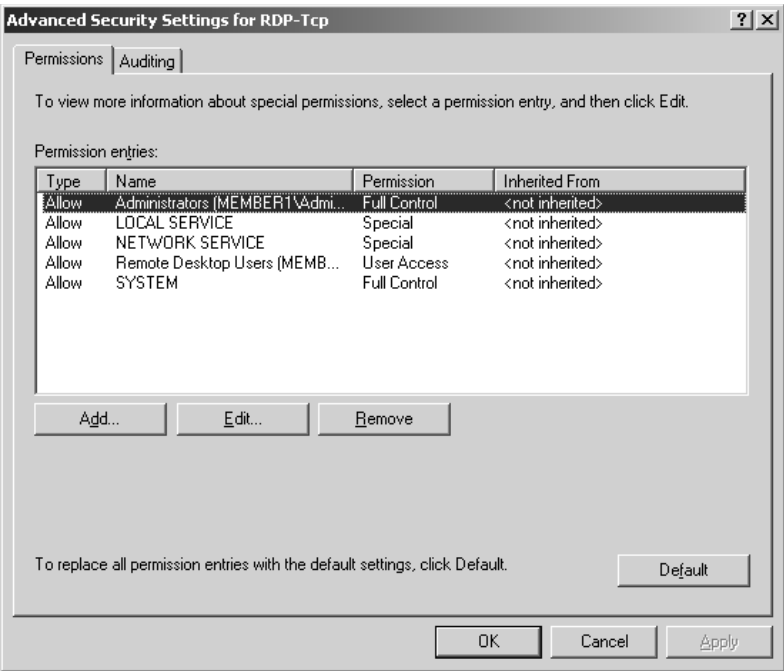 Advanced Security Settings for RDP-Tcp
Permissions Auditing
To view more information about special permissions, select a permission entry, and then click Edit.
Permission entries:
Type Name Permission Inherited From
Allow Administrators (MEMBER1\Admi... Full Control <not inherited>
Allow LOCAL SERVICE Special <not inherited>
Allow NETWORK SERVICE Special <not inherited>
Allow Remote Desktop Users (MEMB... User Access <not inherited>
Allow SYSTEM Full Control <not inherited>
Add... Edit... Remove
To replace all permission entries with the default settings, click Default.
Default
OK Cancel Apply